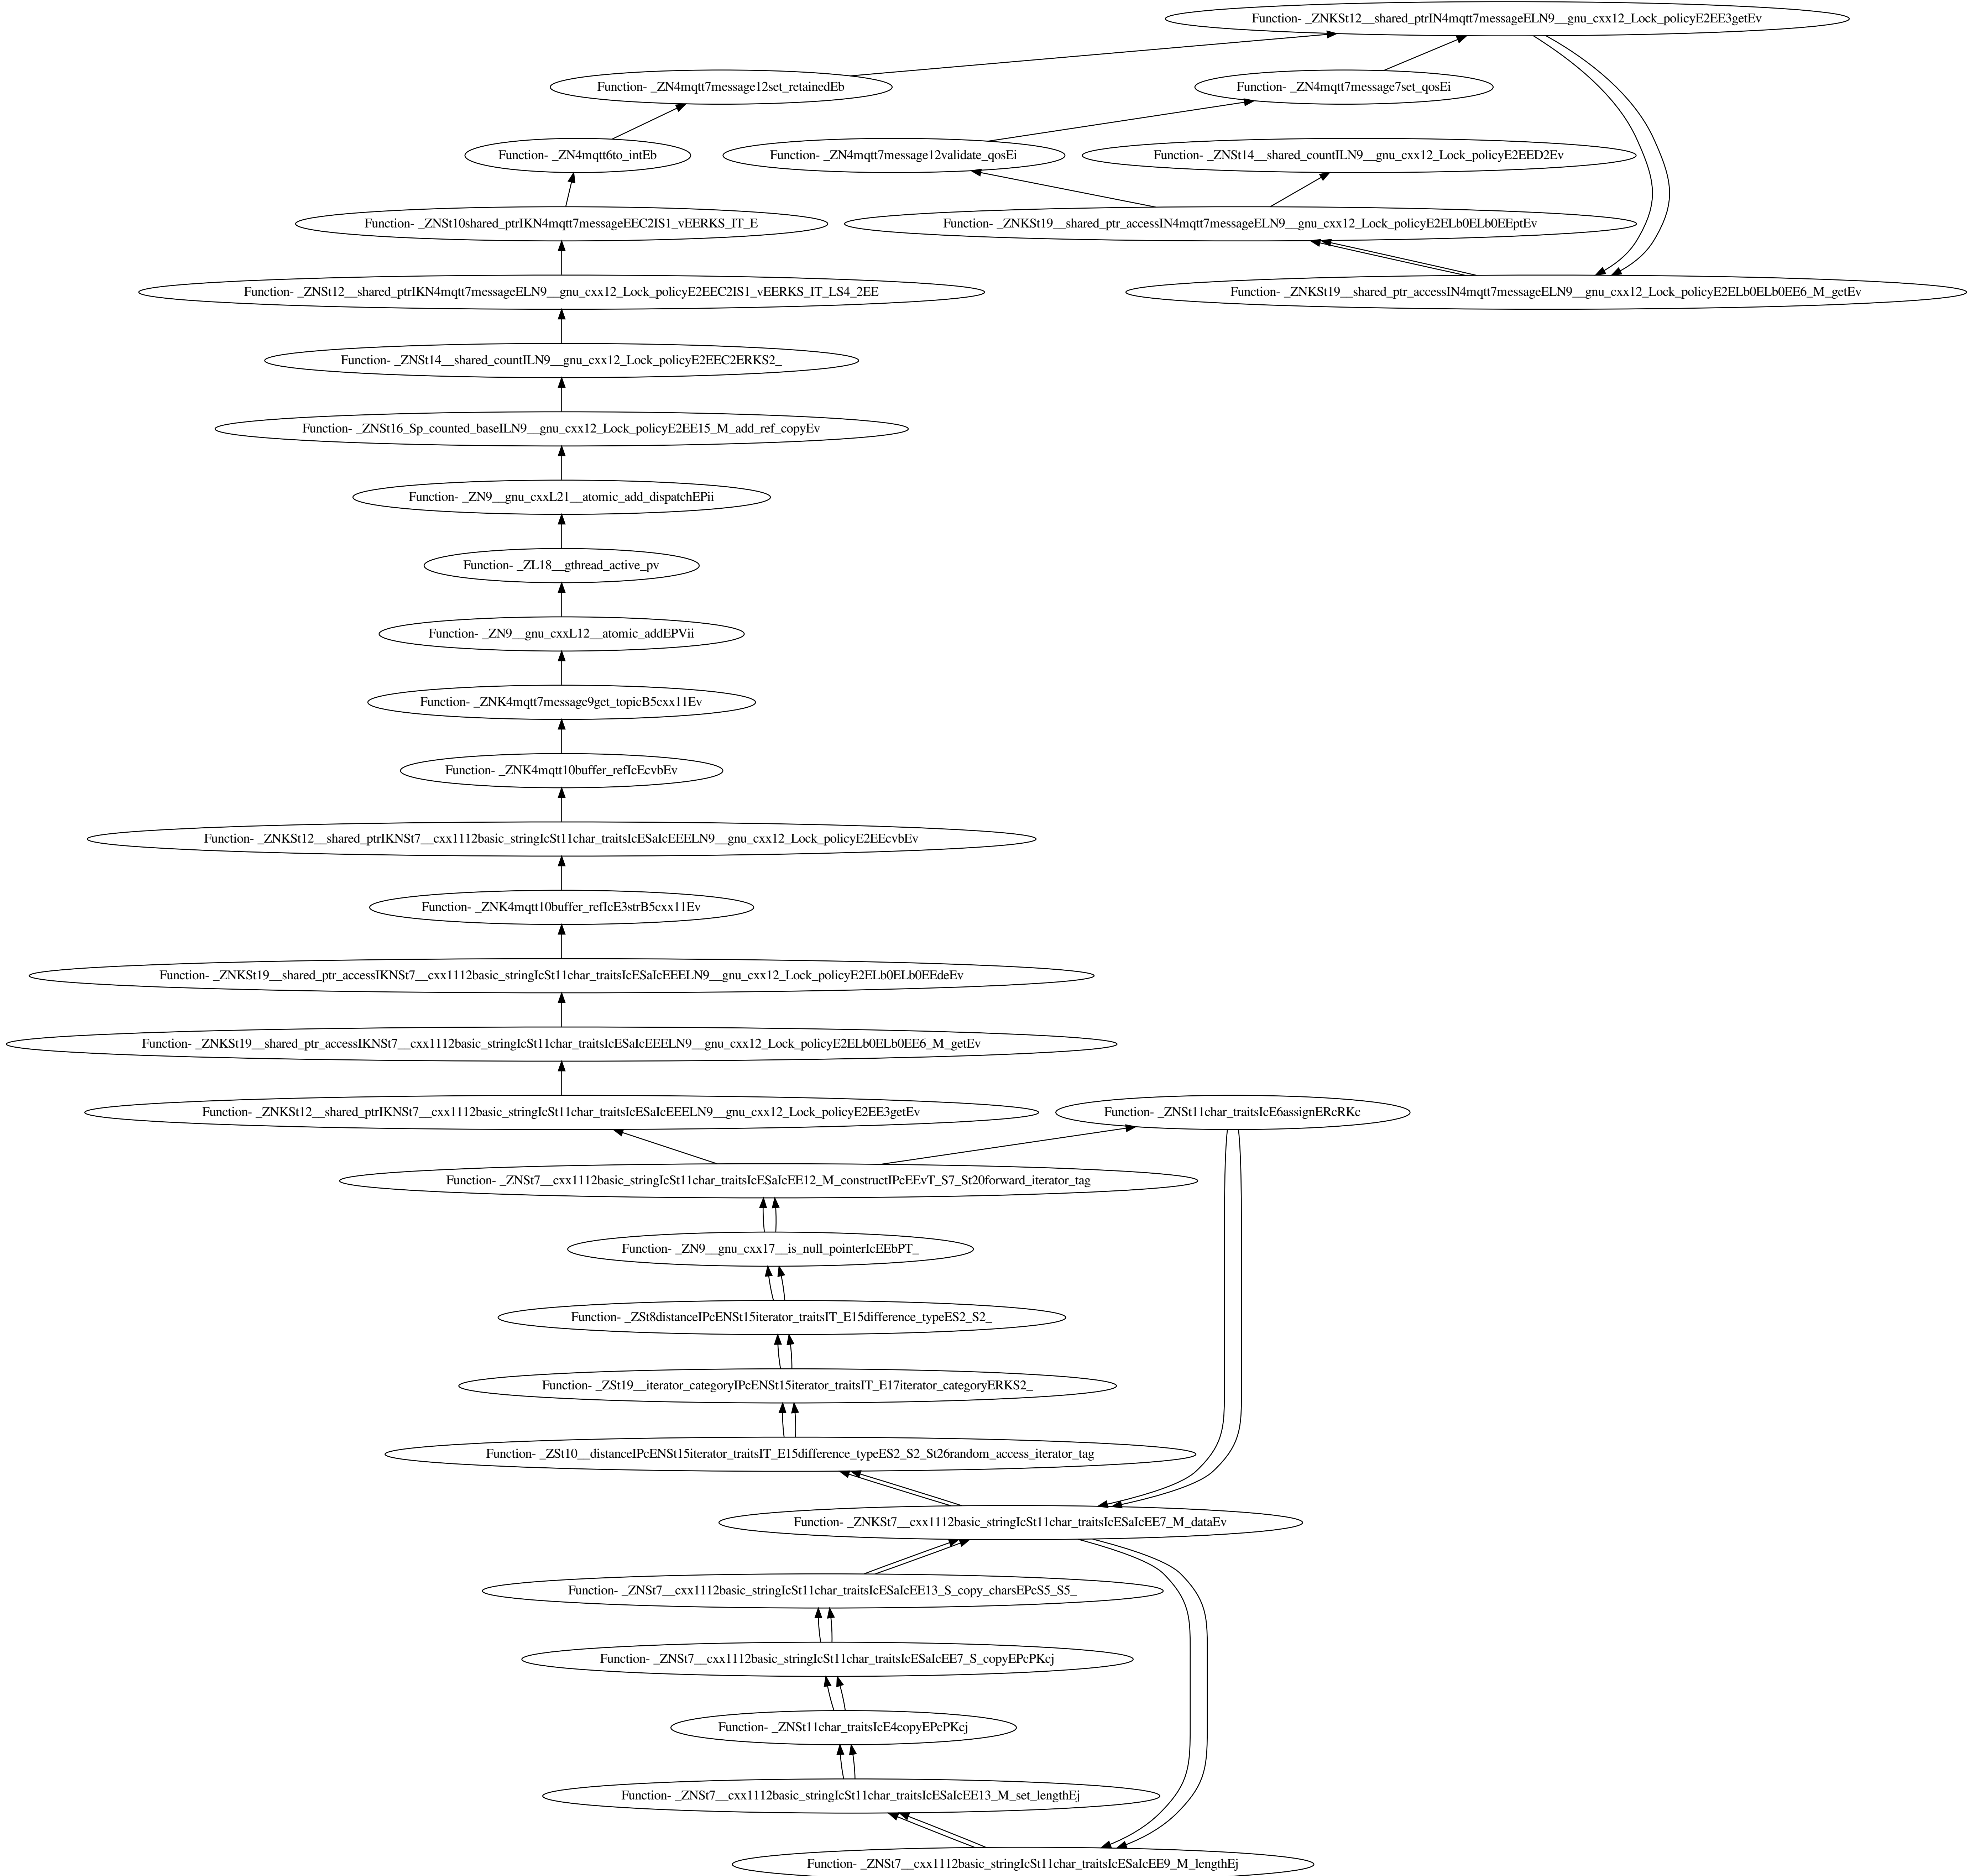 Function- _ZNKSt12__shared_ptrIN4mqtt7messageELN9__gnu_cxx12_Lock_policyE2EE3getEv
Function- _ZN4mqtt7message12set_retainedEb
Function- _ZN4mqtt7message7set_qosEi
Function- _ZN4mqtt6to_intEb
Function- _ZN4mqtt7message12validate_qosEi
Function- _ZNSt14__shared_countILN9__gnu_cxx12_Lock_policyE2EED2Ev
Function- _ZNSt10shared_ptrIKN4mqtt7messageEEC2IS1_vEERKS_IT_E
Function- _ZNKSt19__shared_ptr_accessIN4mqtt7messageELN9__gnu_cxx12_Lock_policyE2ELb0ELb0EEptEv
Function- _ZNSt12__shared_ptrIKN4mqtt7messageELN9__gnu_cxx12_Lock_policyE2EEC2IS1_vEERKS_IT_LS4_2EE
Function- _ZNKSt19__shared_ptr_accessIN4mqtt7messageELN9__gnu_cxx12_Lock_policyE2ELb0ELb0EE6_M_getEv
Function- _ZNSt14__shared_countILN9__gnu_cxx12_Lock_policyE2EEC2ERKS2_
Function- _ZNSt16_Sp_counted_baseILN9__gnu_cxx12_Lock_policyE2EE15_M_add_ref_copyEv
Function- _ZN9__gnu_cxxL21__atomic_add_dispatchEPii
Function- _ZL18__gthread_active_pv
Function- _ZN9__gnu_cxxL12__atomic_addEPVii
Function- _ZNK4mqtt7message9get_topicB5cxx11Ev
Function- _ZNK4mqtt10buffer_refIcEcvbEv
Function- _ZNKSt12__shared_ptrIKNSt7__cxx1112basic_stringIcSt11char_traitsIcESaIcEEELN9__gnu_cxx12_Lock_policyE2EEcvbEv
Function- _ZNK4mqtt10buffer_refIcE3strB5cxx11Ev
Function- _ZNKSt19__shared_ptr_accessIKNSt7__cxx1112basic_stringIcSt11char_traitsIcESaIcEEELN9__gnu_cxx12_Lock_policyE2ELb0ELb0EEdeEv
Function- _ZNKSt19__shared_ptr_accessIKNSt7__cxx1112basic_stringIcSt11char_traitsIcESaIcEEELN9__gnu_cxx12_Lock_policyE2ELb0ELb0EE6_M_getEv
Function- _ZNKSt12__shared_ptrIKNSt7__cxx1112basic_stringIcSt11char_traitsIcESaIcEEELN9__gnu_cxx12_Lock_policyE2EE3getEv
Function- _ZNSt11char_traitsIcE6assignERcRKc
Function- _ZNSt7__cxx1112basic_stringIcSt11char_traitsIcESaIcEE12_M_constructIPcEEvT_S7_St20forward_iterator_tag
Function- _ZN9__gnu_cxx17__is_null_pointerIcEEbPT_
Function- _ZSt8distanceIPcENSt15iterator_traitsIT_E15difference_typeES2_S2_
Function- _ZSt19__iterator_categoryIPcENSt15iterator_traitsIT_E17iterator_categoryERKS2_
Function- _ZSt10__distanceIPcENSt15iterator_traitsIT_E15difference_typeES2_S2_St26random_access_iterator_tag
Function- _ZNKSt7__cxx1112basic_stringIcSt11char_traitsIcESaIcEE7_M_dataEv
Function- _ZNSt7__cxx1112basic_stringIcSt11char_traitsIcESaIcEE13_S_copy_charsEPcS5_S5_
Function- _ZNSt7__cxx1112basic_stringIcSt11char_traitsIcESaIcEE7_S_copyEPcPKcj
Function- _ZNSt11char_traitsIcE4copyEPcPKcj
Function- _ZNSt7__cxx1112basic_stringIcSt11char_traitsIcESaIcEE13_M_set_lengthEj
Function- _ZNSt7__cxx1112basic_stringIcSt11char_traitsIcESaIcEE9_M_lengthEj